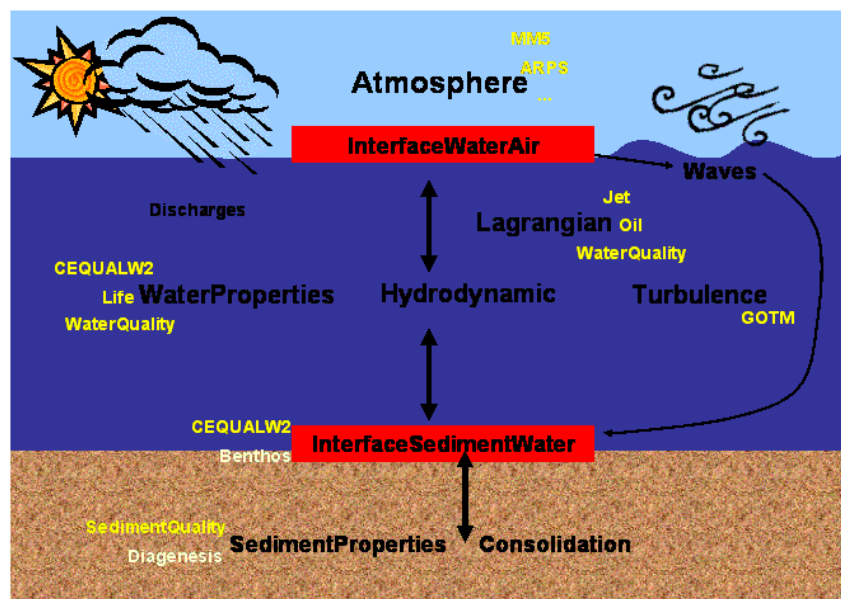 MM5
ARPS
Atmosphere
...
InterfaceWaterAir
Waves
Discharges
Jet
Lagrangian Oil
WaterQuality
CEQUALW2
Life WaterProperties
Hydrodynamic
Turbulence
WaterQuality
GOTM
CEQUALW2
InterfaceSedimentWater
Benthos
SedimentQuality
SedimentProperties
Consolidation
Diagenesis